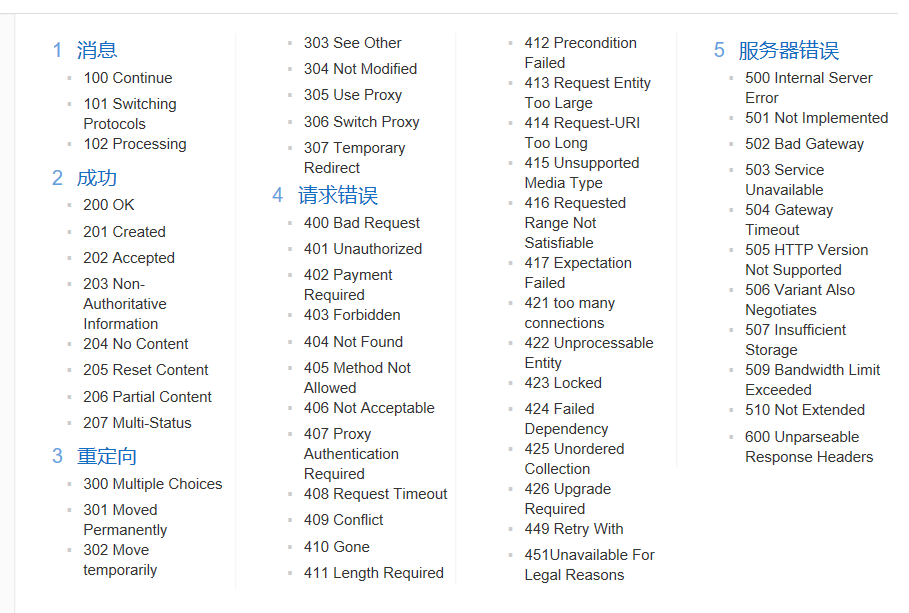 1 消息
100 Continue
101 Switching
Protocols
102 Processing
2 成功
200 OK
201 Created
202 Accepted
203 Non-
Authoritative
Information
204 No Content
205 Reset Content
206 Partial Content
207 Multi-Status
3 重定向
300 Multiple Choices
301 Moved
Permanently
302 Move
temporarily
303 See Other
304 Not Modified
305 Use Proxy
306 Switch Proxy
307 Temporary
Redirect
4 请求错误
400 Bad Request
401 Unauthorized
402 Payment
Required
403 Forbidden
404 Not Found
405 Method Not
Allowed
406 Not Acceptable
407 Proxy
Authentication
Required
408 Request Timeout
409 Conflict
410 Gone
411 Length Required
412 Precondition
Failed
413 Request Entity
Too Large
414 Request-URI
Too Long
415 Unsupported
Media Type
416 Requested
Range Not
Satisfiable
417 Expectation
Failed
421 too many
connections
422 Unprocessable
Entity
423 Locked
424 Failed
Dependency
425 Unordered
Collection
426 Upgrade
Required
449 Retry With
451Unavailable For
Legal Reasons
5 服务器错误
500 Internal Server
Error
501 Not Implemented
502 Bad Gateway
503 Service
Unavailable
504 Gateway
Timeout
505 HTTP Version
Not Supported
506 Variant Also
Negotiates
507 Insufficient
Storage
509 Bandwidth Limit
Exceeded
510 Not Extended
600 Unparseable
Response Headers